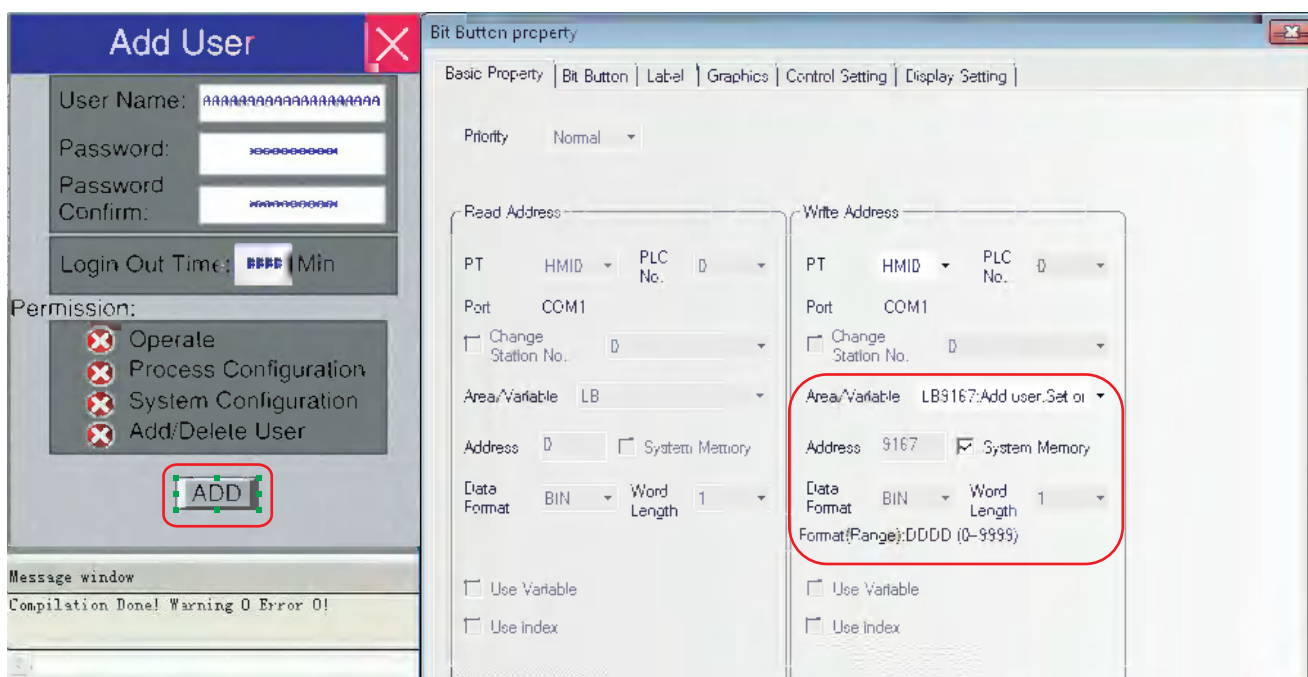 Add User
User Name: AAAAAAAAAAAAAAAAAAAA
Password: **********
Password
Confirm: **********
Login Out Time: #### Min
Permission:
Operate
Process Configuration
System Configuration
Add/Delete User
ADD
Message window
Compilation Done! Warning 0 Error 0!
Bit Button property
Basic Property Bit Button Label Graphics Control Setting Display Setting
Priority Normal
Read Address
PT HMI0 PLC No. 0
Port COM1
Change Station No. 0
Area/Variable LB
Address 0 System Memory
Data Format BIN Word Length 1
Use Variable
Use index
Write Address
PT HMI0 PLC No. 0
Port COM1
Change Station No. 0
Area/Variable LB9167:Add user.Set or
Address 9167 System Memory
Data Format BIN Word Length 1
Format(Range):DDDD (0~9999)
Use Variable
Use index